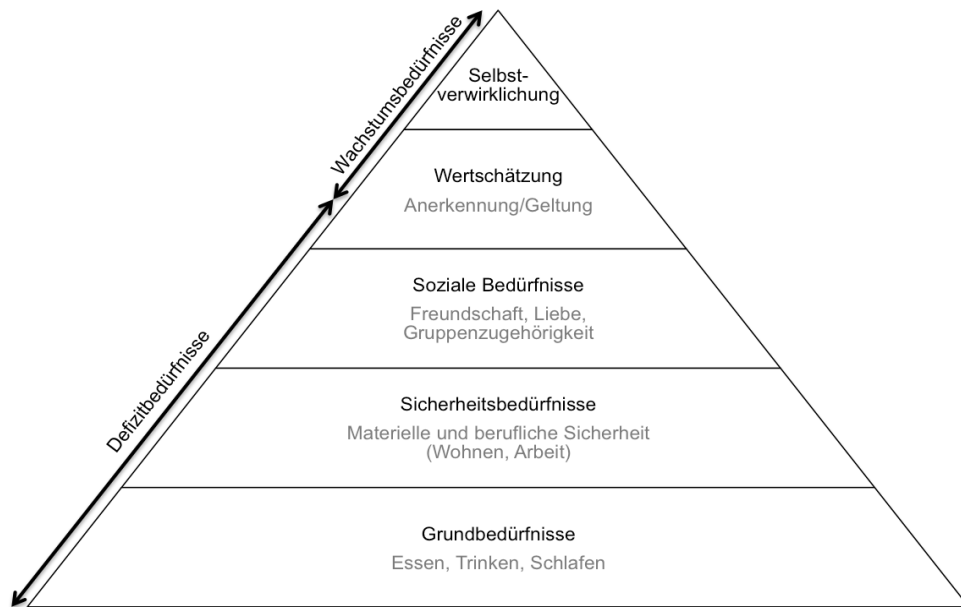 Wachstumsbedürfnisse
Defizitbedürfnisse
Selbst-
verwirklichung
Wertschätzung
Anerkennung/Geltung
Soziale Bedürfnisse
Freundschaft, Liebe,
Gruppenzugehörigkeit
Sicherheitsbedürfnisse
Materielle und berufliche Sicherheit
(Wohnen, Arbeit)
Grundbedürfnisse
Essen, Trinken, Schlafen